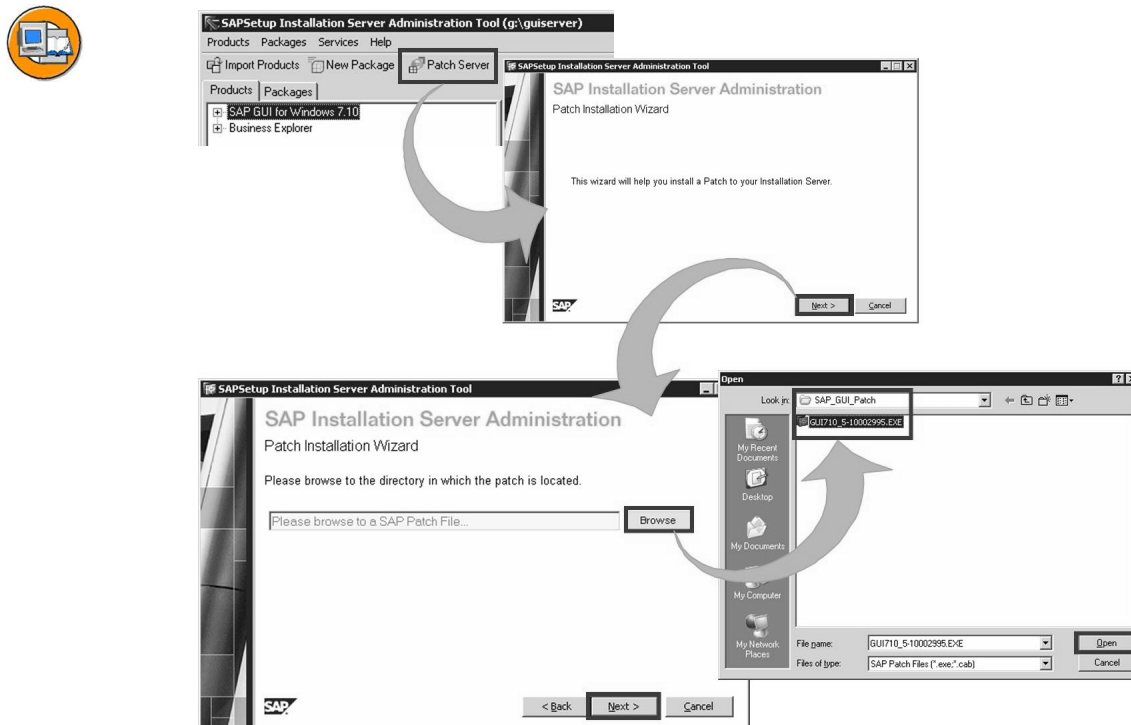 SAPSetup Installation Server Administration Tool (g:\guiserver)
Products Packages Services Help
Import Products New Package Patch Server
Products Packages
SAP GUI for Windows 7.10
Business Explorer
SAPSetup Installation Server Administration Tool
SAP Installation Server Administration
Patch Installation Wizard
This wizard will help you install a Patch to your Installation Server.
SAP
Next > Cancel
SAPSetup Installation Server Administration Tool
SAP Installation Server Administration
Patch Installation Wizard
Please browse to the directory in which the patch is located.
Please browse to a SAP Patch File...
Browse
SAP
< Back Next > Cancel
Open
Look in: SAP_GUI_Patch
GUI710_5-10002995.EXE
My Recent
Documents
Desktop
My Documents
My Computer
My Network
Places
File name: GUI710_5-10002995.EXE Open
Files of type: SAP Patch Files (*.exe;*.cab) Cancel